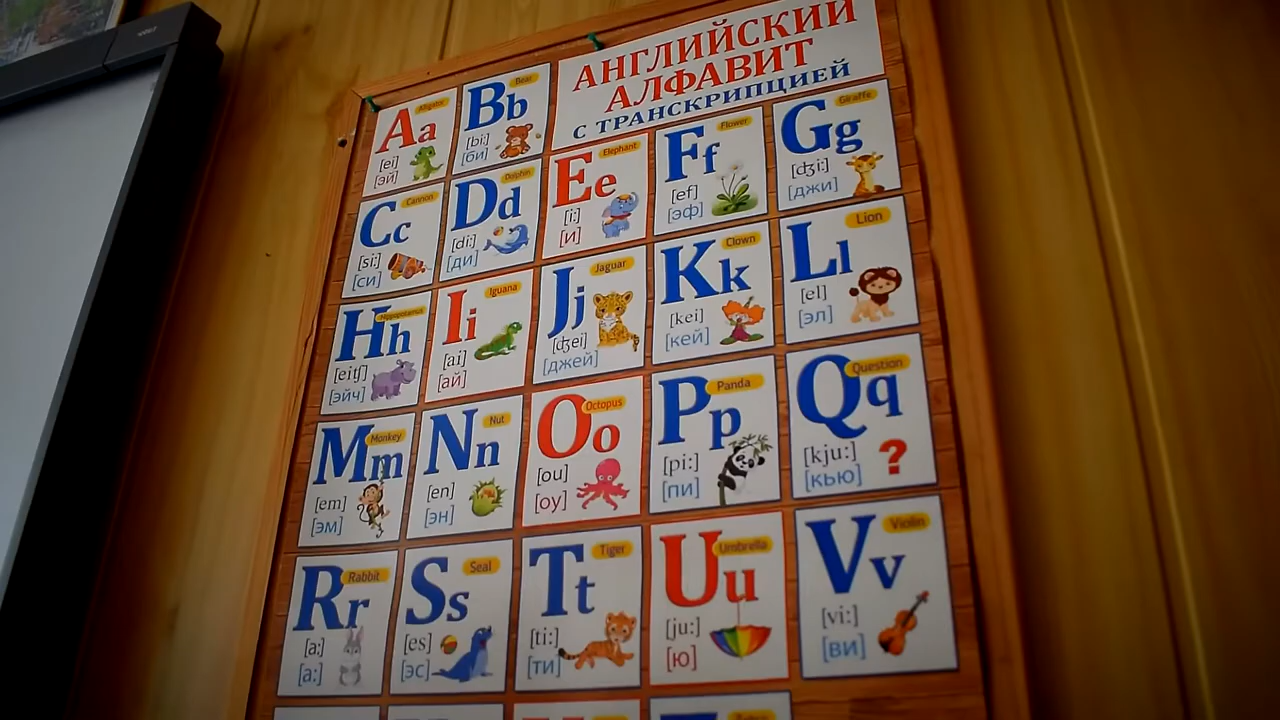 АНГЛИЙСКИЙ
АЛФАВИТ
С ТРАНСКРИПЦИЕЙ
Aa
Alligator
[ei]
[эй]
Bb
Bear
[bi:]
[би]
Cc
Cannon
[si:]
[си]
Dd
Dolphin
[di:]
[ди]
Ee
Elephant
[i:]
[и]
Ff
Flower
[ef]
[эф]
Gg
Giraffe
[ʤi:]
[джи]
Hh
Hippopotamus
[eitʃ]
[эйч]
Ii
Iguana
[ai]
[ай]
Jj
Jaguar
[ʤei]
[джей]
Kk
Clown
[kei]
[кей]
Ll
Lion
[el]
[эл]
Mm
Monkey
[em]
[эм]
Nn
Nut
[en]
[эн]
Oo
Octopus
[ou]
[оу]
Pp
Panda
[pi:]
[пи]
Qq
Question
[kju:]
[кью]
?
Rr
Rabbit
[a:]
[а:]
Ss
Seal
[es]
[эс]
Tt
Tiger
[ti:]
[ти]
Uu
Umbrella
[ju:]
[ю]
Vv
Violin
[vi:]
[ви]